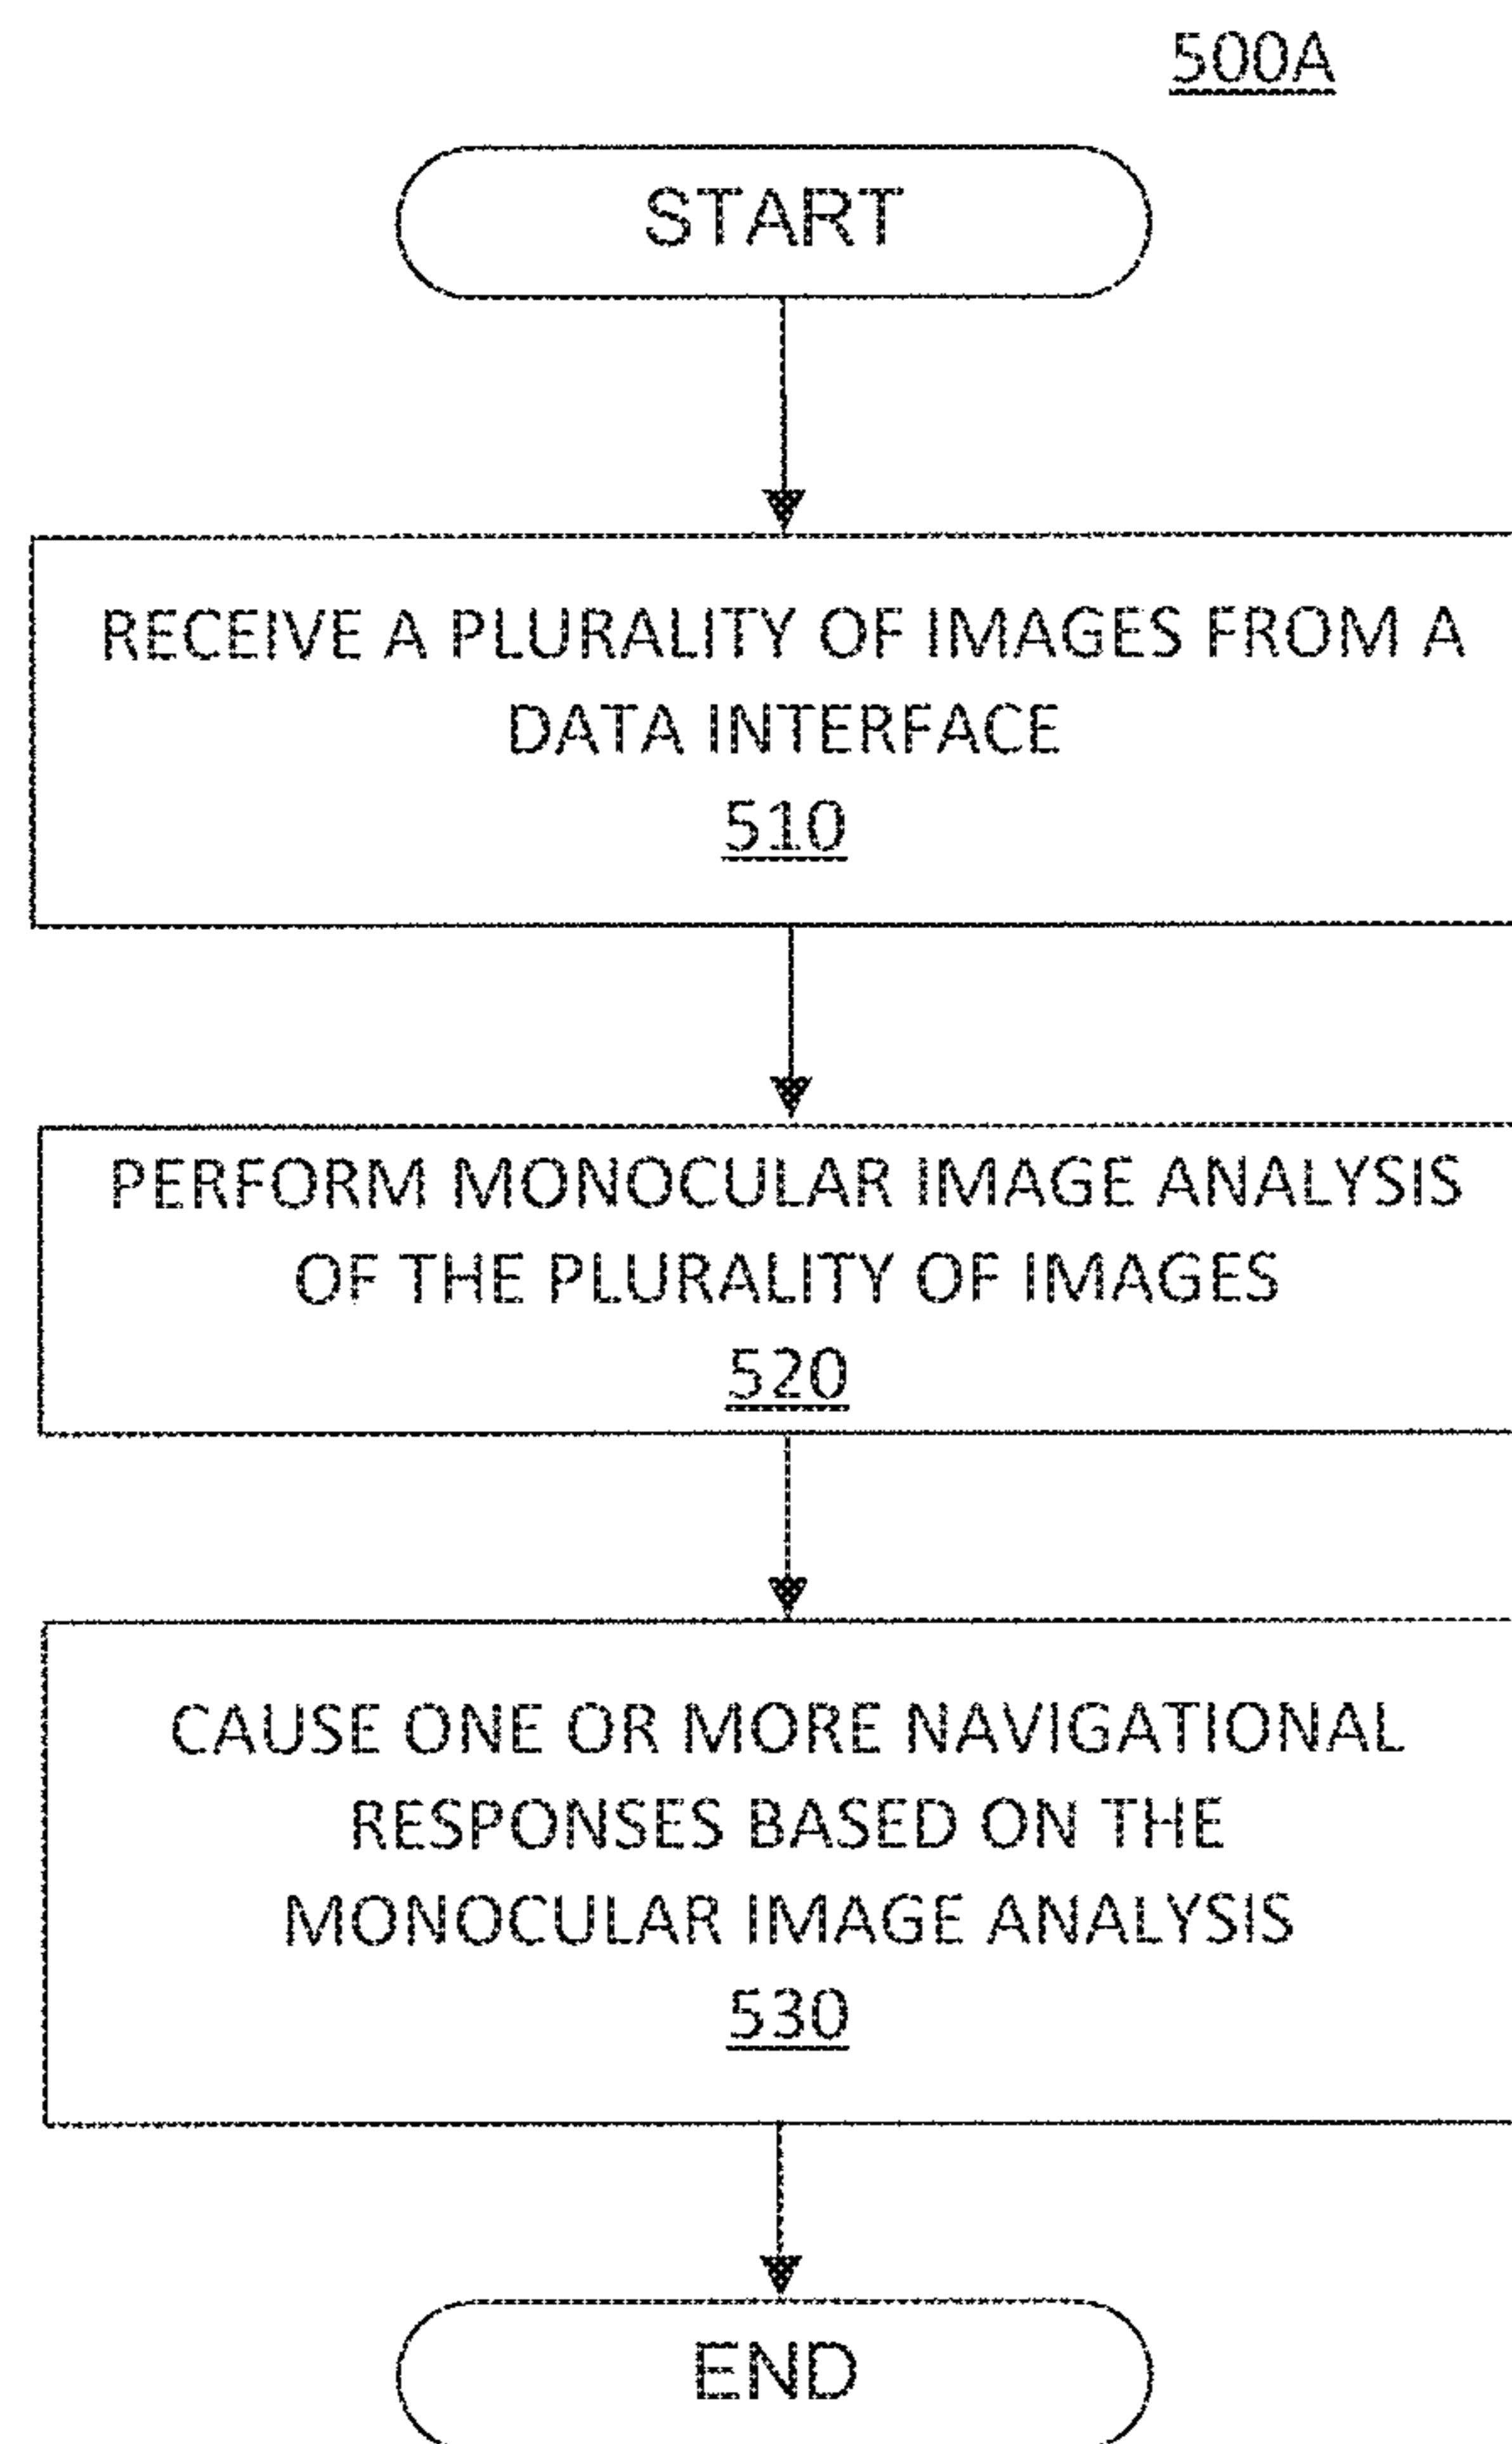 500A
START
RECEIVE A PLURALITY OF IMAGES FROM A
DATA INTERFACE
510
PERFORM MONOCULAR IMAGE ANALYSIS
OF THE PLURALITY OF IMAGES
520
CAUSE ONE OR MORE NAVIGATIONAL
RESPONSES BASED ON THE
MONOCULAR IMAGE ANALYSIS
530
END